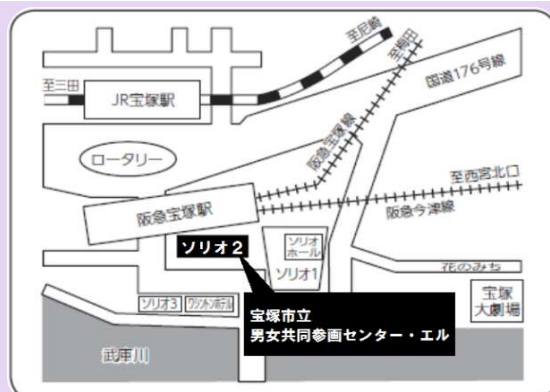 至尼崎
至梅田
国道176号線
至三田
JR宝塚駅
ロータリー
阪急宝塚線
至西宮北口
阪急宝塚駅
阪急今津線
ソリオ2
ソリオ
ホール
ソリオ1
花のみち
ソリオ3
ワシントンホテル
宝塚
大劇場
宝塚市立
男女共同参画センター・エル
武庫川